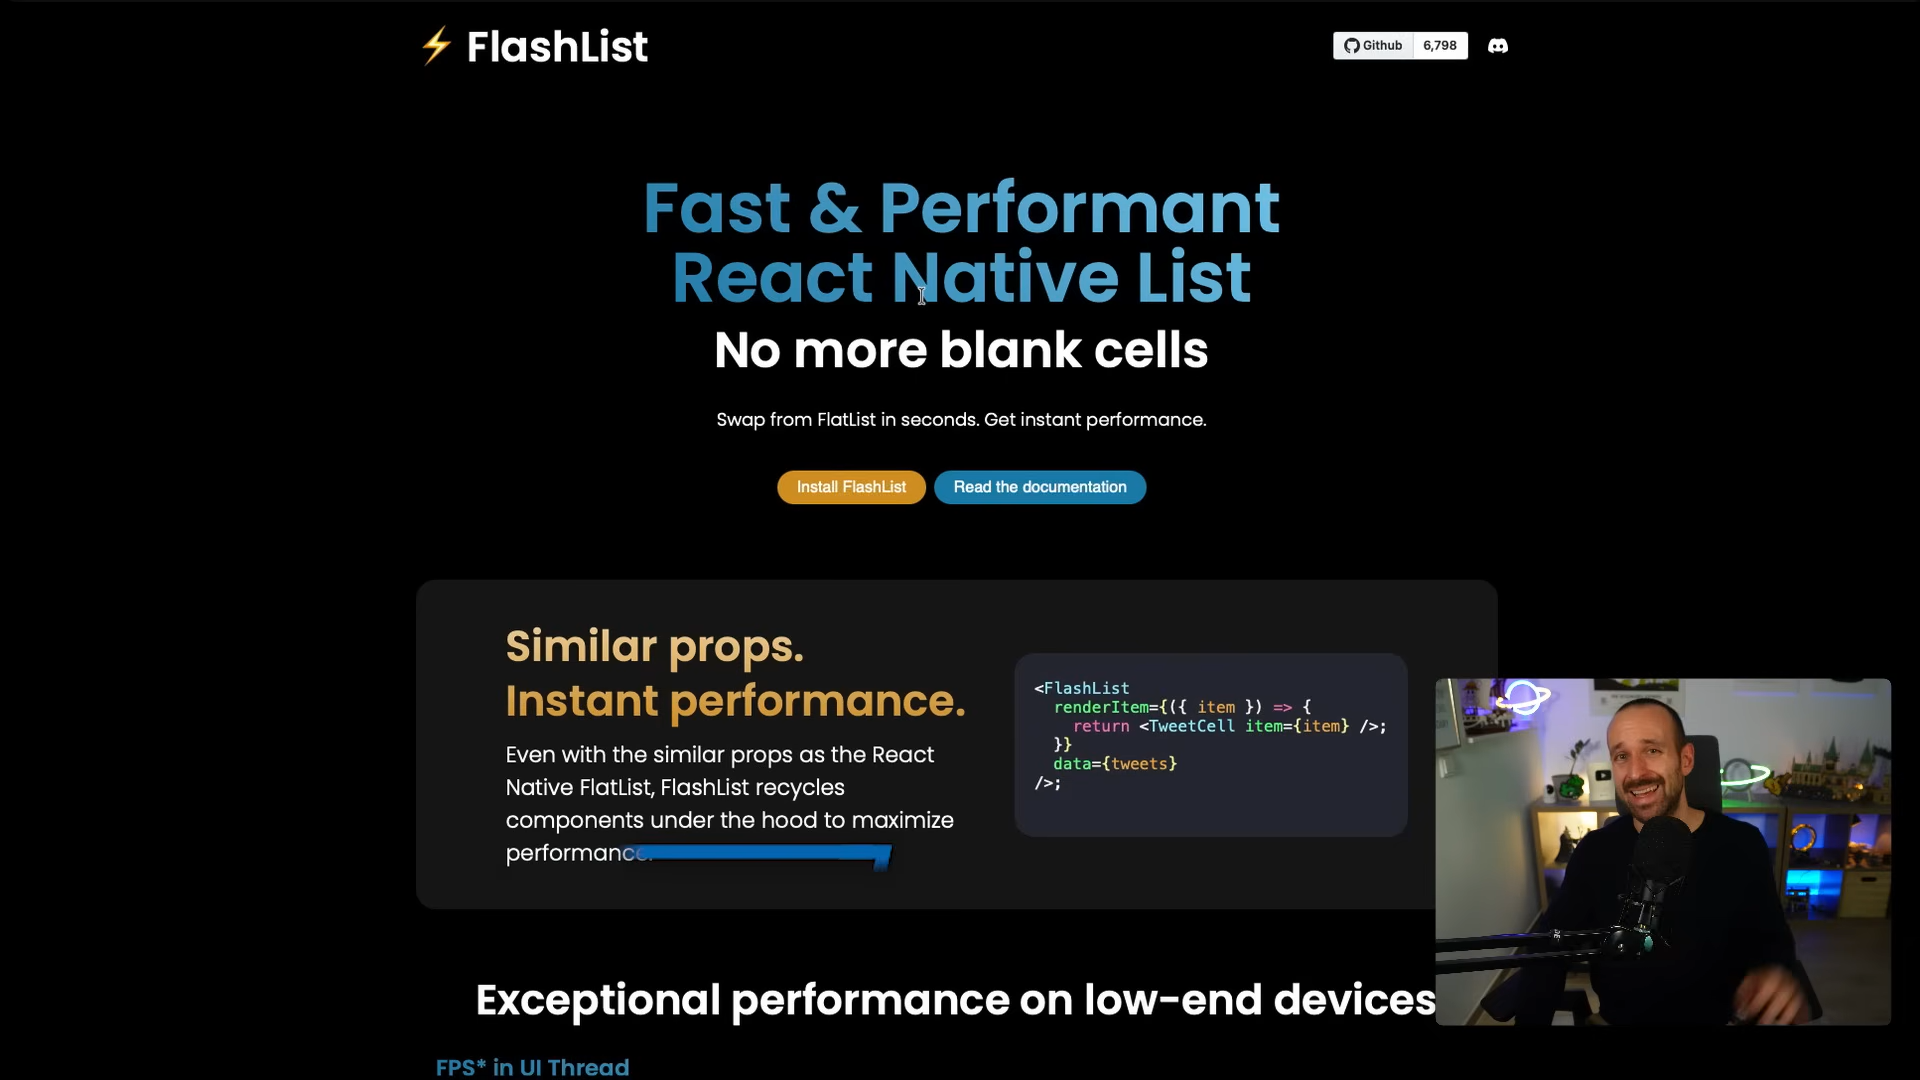 ⚡ FlashList
Github 6,798
Fast & Performant
React Native List
No more blank cells
Swap from FlatList in seconds. Get instant performance.
Install FlashList
Read the documentation
Similar props.
Instant performance.
Even with the similar props as the React
Native FlatList, FlashList recycles
components under the hood to maximize
performance.
<FlashList
  renderItem={({ item }) => {
    return <TweetCell item={item} />;
  }}
  data={tweets}
/>;
Exceptional performance on low-end devices
FPS* in UI Thread